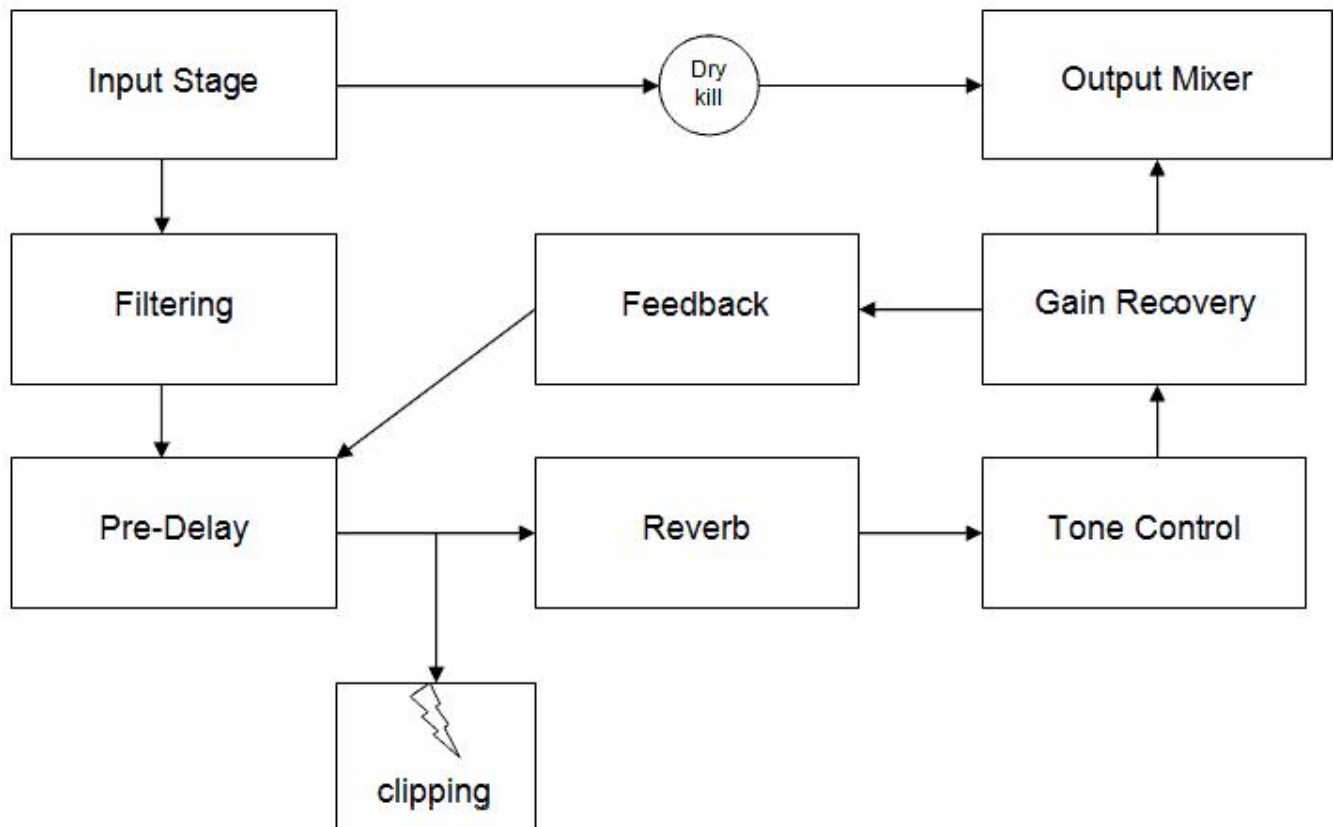 Input Stage
Dry
kill
Output Mixer
Filtering
Feedback
Gain Recovery
Pre-Delay
Reverb
Tone Control
clipping